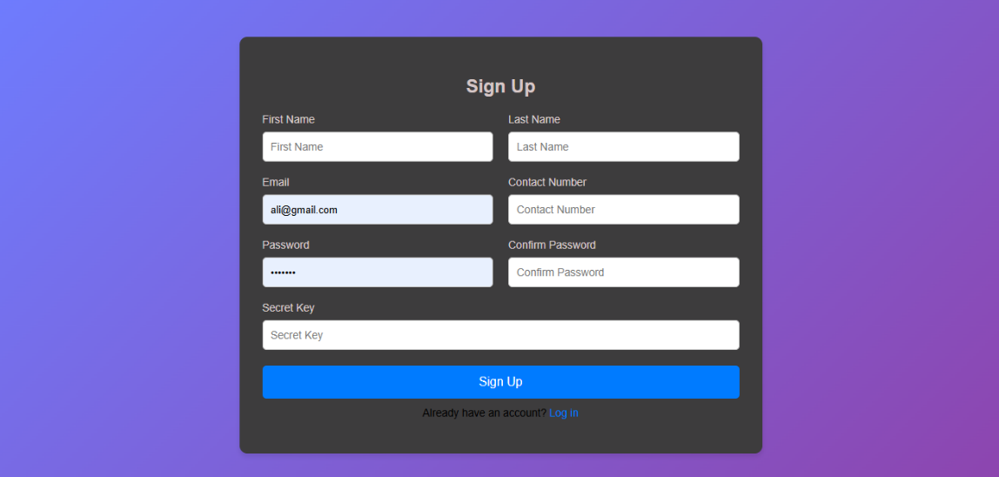 Sign Up
First Name
Last Name
First Name
Last Name
Email
Contact Number
ali@gmail.com
Contact Number
Password
Confirm Password
•••••••
Confirm Password
Secret Key
Secret Key
Sign Up
Already have an account? Log in